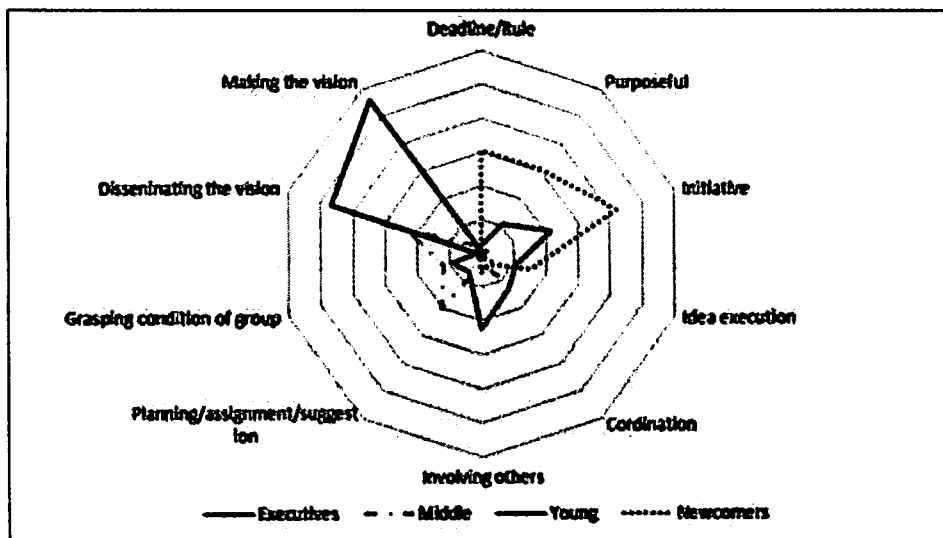 Deadline/Rule
Making the vision
Purposeful
Disseninating the vision
Initiative
Grasping condition of group
Idea execution
Planning/assignment/suggest
ion
Cordination
Involving others
Executives Middle Young Newcomers